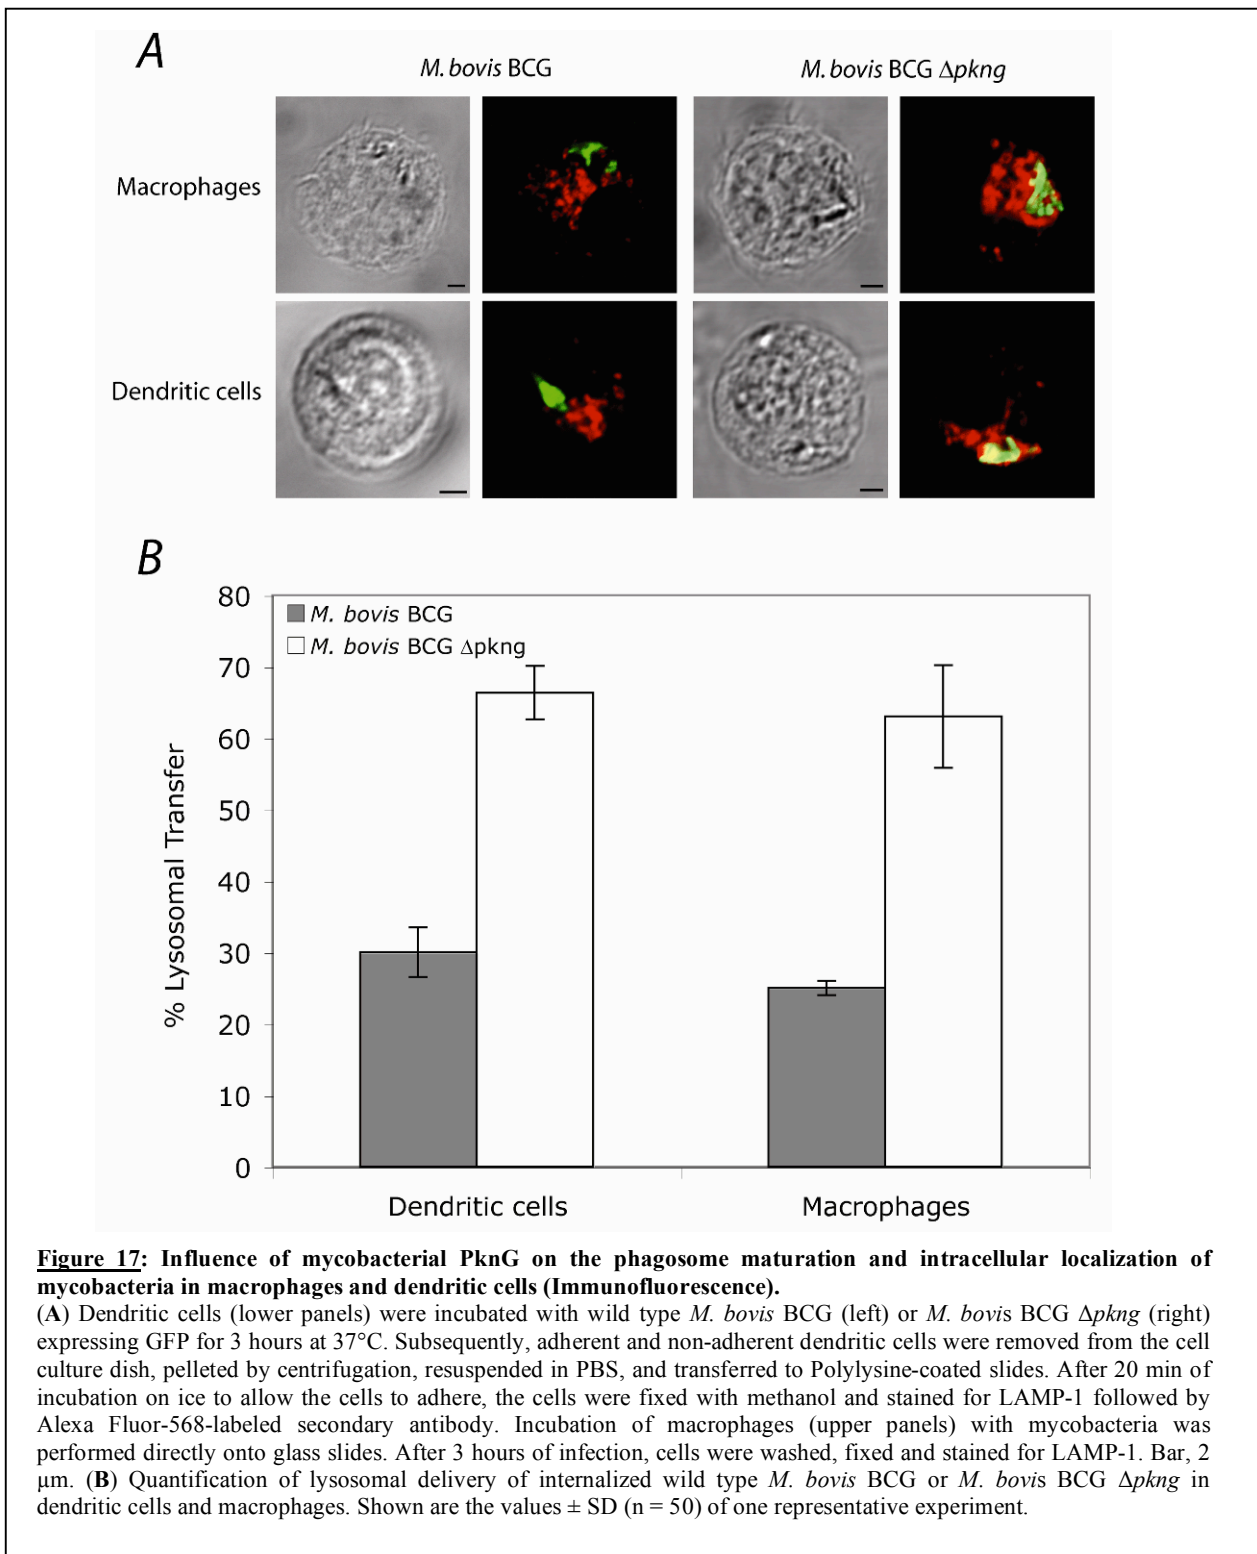 A
M. bovis BCG
M. bovis BCG Δpkng
Macrophages
Dendritic cells
B
80
70
60
50
40
30
20
10
0
% Lysosomal Transfer
M. bovis BCG
M. bovis BCG Δpkng
Dendritic cells
Macrophages
Figure 17: Influence of mycobacterial PknG on the phagosome maturation and intracellular localization of
mycobacteria in macrophages and dendritic cells (Immunofluorescence).
(A) Dendritic cells (lower panels) were incubated with wild type M. bovis BCG (left) or M. bovis BCG Δpkng (right)
expressing GFP for 3 hours at 37°C. Subsequently, adherent and non-adherent dendritic cells were removed from the cell
culture dish, pelleted by centrifugation, resuspended in PBS, and transferred to Polylysine-coated slides. After 20 min of
incubation on ice to allow the cells to adhere, the cells were fixed with methanol and stained for LAMP-1 followed by
Alexa Fluor-568-labeled secondary antibody. Incubation of macrophages (upper panels) with mycobacteria was
performed directly onto glass slides. After 3 hours of infection, cells were washed, fixed and stained for LAMP-1. Bar, 2
µm. (B) Quantification of lysosomal delivery of internalized wild type M. bovis BCG or M. bovis BCG Δpkng in
dendritic cells and macrophages. Shown are the values ± SD (n = 50) of one representative experiment.